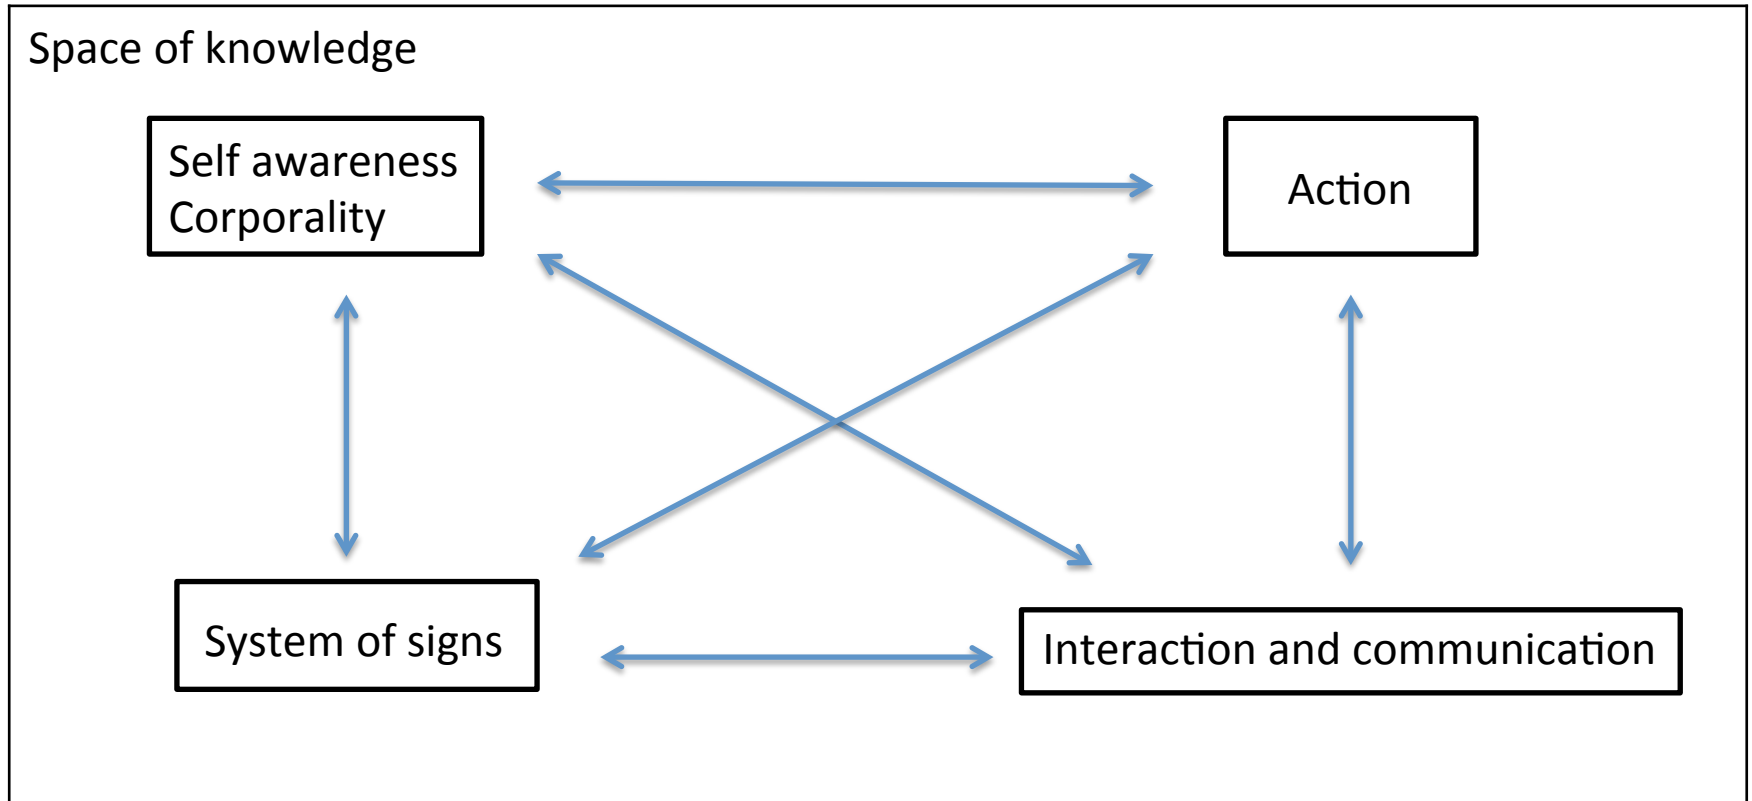 Space of knowledge
Self awareness
Corporality
Action
System of signs
Interaction and communication